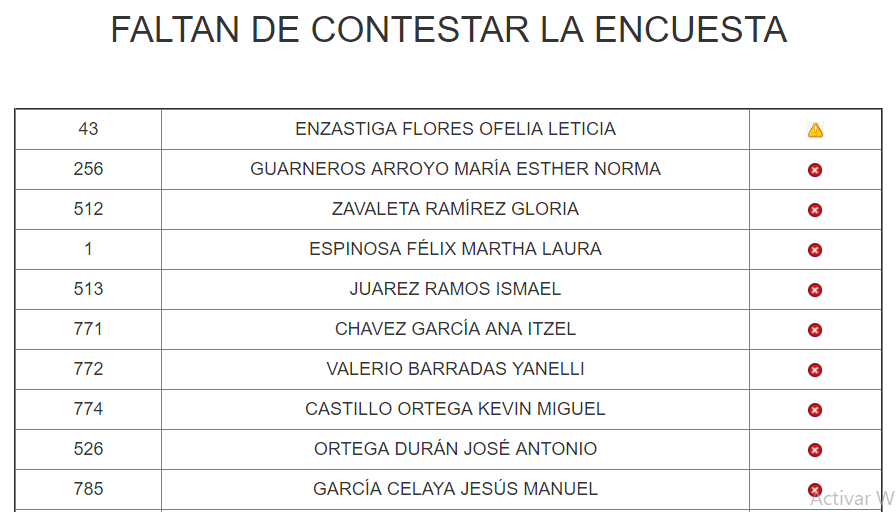 FALTAN DE CONTESTAR LA ENCUESTA
43 ENZASTIGA FLORES OFELIA LETICIA
256 GUARNEROS ARROYO MARÍA ESTHER NORMA
512 ZAVALETA RAMÍREZ GLORIA
1 ESPINOSA FÉLIX MARTHA LAURA
513 JUAREZ RAMOS ISMAEL
771 CHAVEZ GARCÍA ANA ITZEL
772 VALERIO BARRADAS YANELLI
774 CASTILLO ORTEGA KEVIN MIGUEL
526 ORTEGA DURÁN JOSÉ ANTONIO
785 GARCÍA CELAYA JESÚS MANUEL
Activar W